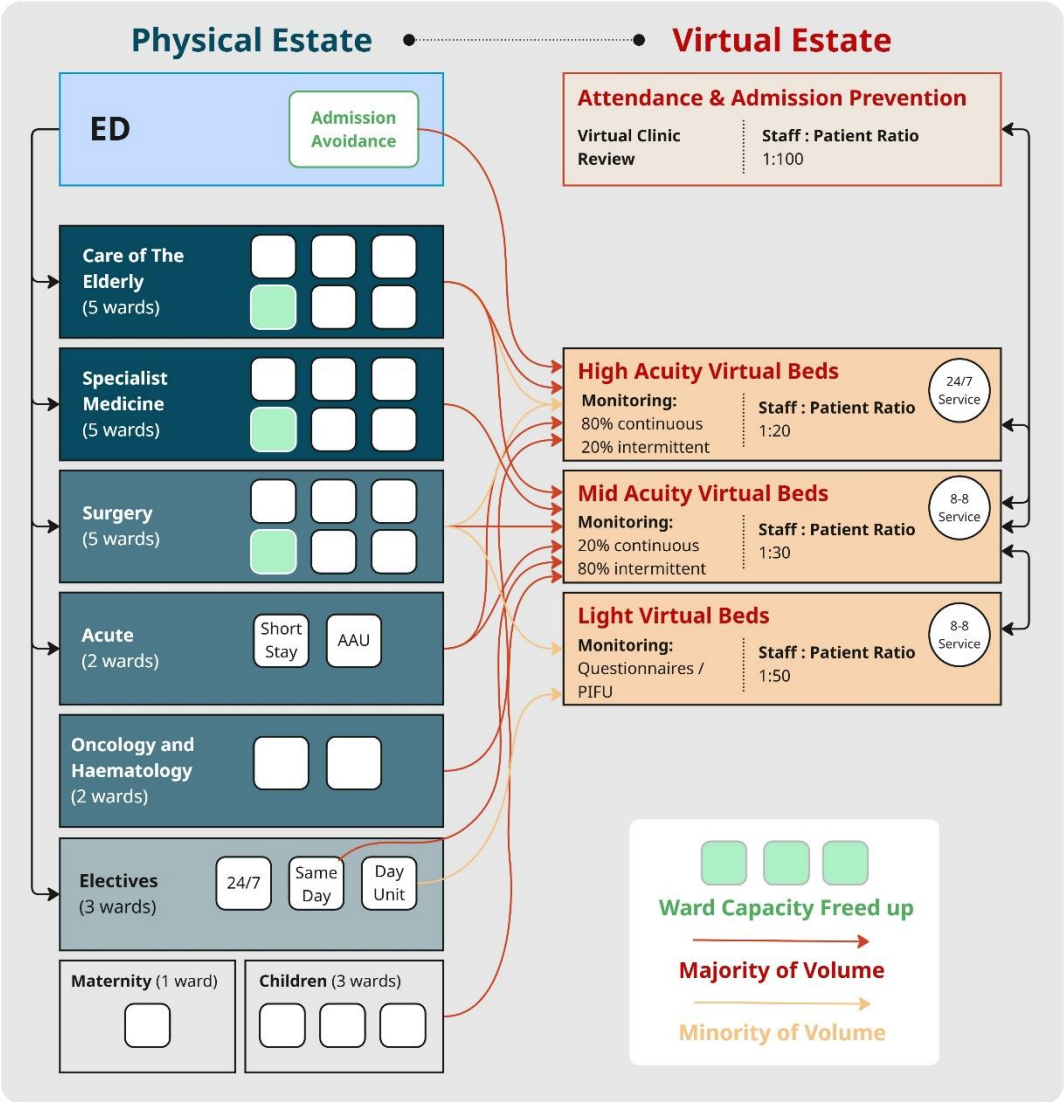 Physical Estate
Virtual Estate
ED
Admission
Avoidance
Attendance & Admission Prevention
Virtual Clinic
Review
Staff : Patient Ratio
1:100
Care of The
Elderly
(5 wards)
Specialist
Medicine
(5 wards)
Surgery
(5 wards)
Acute
(2 wards)
Short
Stay
AAU
Oncology and
Haematology
(2 wards)
Electives
(3 wards)
24/7
Same
Day
Day
Unit
Maternity (1 ward)
Children (3 wards)
High Acuity Virtual Beds
Monitoring:
80% continuous
20% intermittent
Staff : Patient Ratio
1:20
24/7
Service
Mid Acuity Virtual Beds
Monitoring:
20% continuous
80% intermittent
Staff : Patient Ratio
1:30
8-8
Service
Light Virtual Beds
Monitoring:
Questionnaires /
PIFU
Staff : Patient Ratio
1:50
8-8
Service
Ward Capacity Freed up
Majority of Volume
Minority of Volume